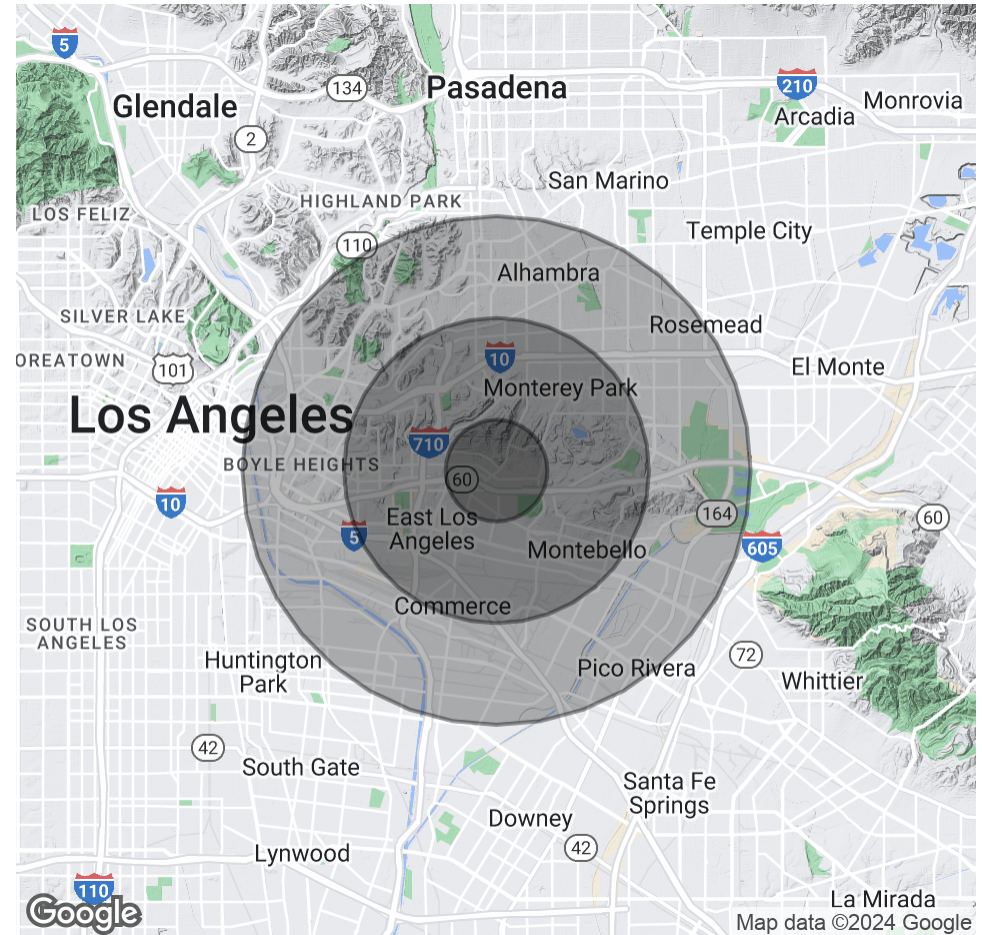 5
134
Pasadena
210
Glendale
Monrovia
Arcadia
2
San Marino
HIGHLAND PARK
LOS FELIZ
Temple City
110
Alhambra
SILVER LAKE
Rosemead
OREATOWN
101
10
El Monte
Monterey Park
Los Angeles
710
BOYLE HEIGHTS
60
10
164
60
East Los
Angeles
5
Montebello
605
Commerce
SOUTH LOS
ANGELES
Huntington
Park
Pico Rivera
72
Whittier
42
South Gate
Santa Fe
Springs
Downey
42
Lynwood
110
La Mirada
Google
Map data ©2024 Google